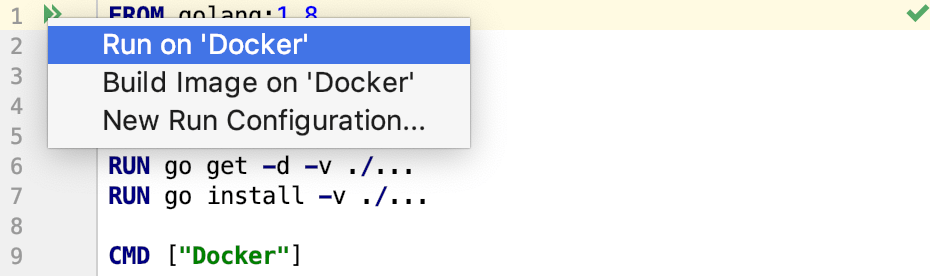 1 FROM golang:1.8
2 Run on 'Docker'
3 Build Image on 'Docker'
4 New Run Configuration...
5
6 RUN go get -d -v ./...
7 RUN go install -v ./...
8
9 CMD ["Docker"]